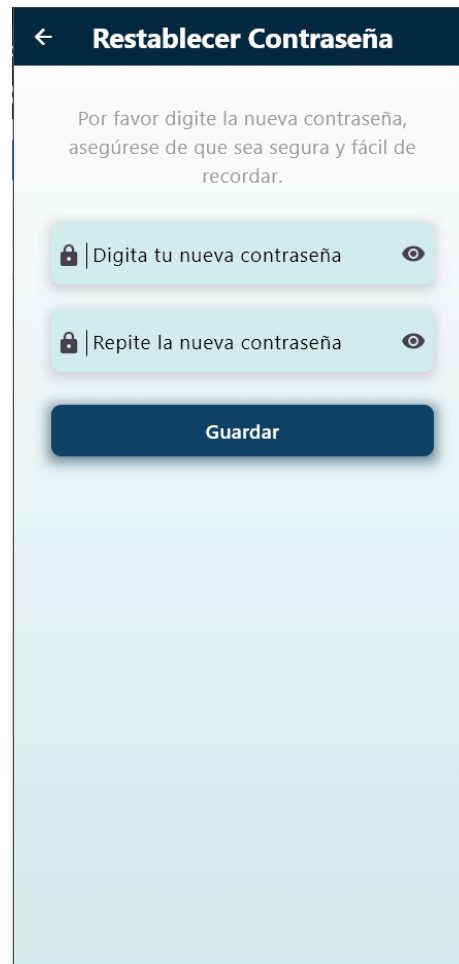 Restablecer Contraseña
Por favor digite la nueva contraseña,
asegúrese de que sea segura y fácil de
recordar.
Digita tu nueva contraseña
Repite la nueva contraseña
Guardar